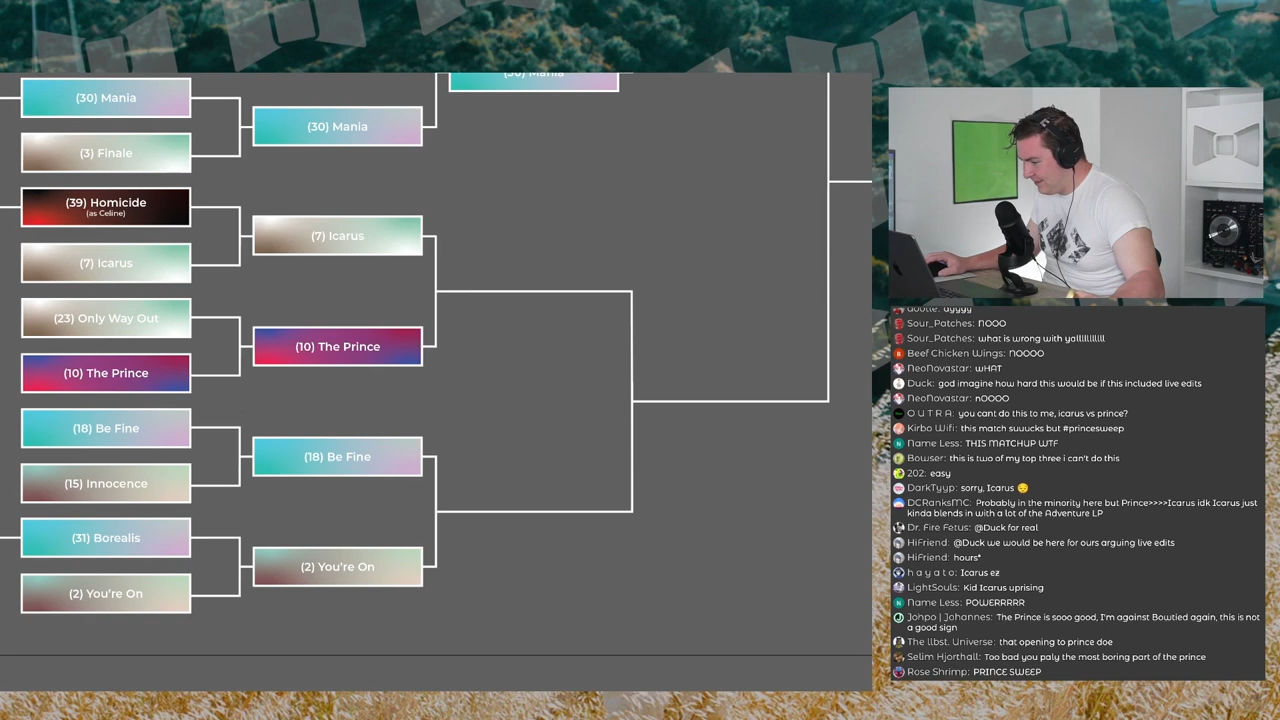 (30) Mania
(30) Mania
(3) Finale
(30) Mania
(39) Homicide
(as Celine)
(7) Icarus
(7) Icarus
(23) Only Way Out
(10) The Prince
(10) The Prince
(18) Be Fine
(18) Be Fine
(15) Innocence
(31) Borealis
(2) You're On
(2) You're On
Sour_Patches: NOOO
Sour_Patches: what is wrong with yallllllllllll
Beef Chicken Wings: NOOOO
NeoNovastar: wHAT
Duck: god imagine how hard this would be if this included live edits
NeoNovastar: nOOOO
O U T R A: you cant do this to me, icarus vs prince?
Kirbo Wifi: this match suuucks but #princesweep
Name Less: THIS MATCHUP WTF
Bowser: this is two of my top three i can't do this
202: easy
DarkTyyp: sorry, Icarus 😔
DCRanksMC: Probably in the minority here but Prince>>>>Icarus idk Icarus just
kinda blends in with a lot of the Adventure LP
Dr. Fire Fetus: @Duck for real
HiFriend: @Duck we would be here for ours arguing live edits
HiFriend: hours*
h a y a t o: Icarus ez
LightSouls: Kid Icarus uprising
Name Less: POWERRRRR
Johpo | Johannes: The Prince is sooo good, I'm against Bowtied again, this is not
a good sign
The llbst. Universe: that opening to prince doe
Selim Hjorthall: Too bad you paly the most boring part of the prince
Rose Shrimp: PRINCE SWEEP